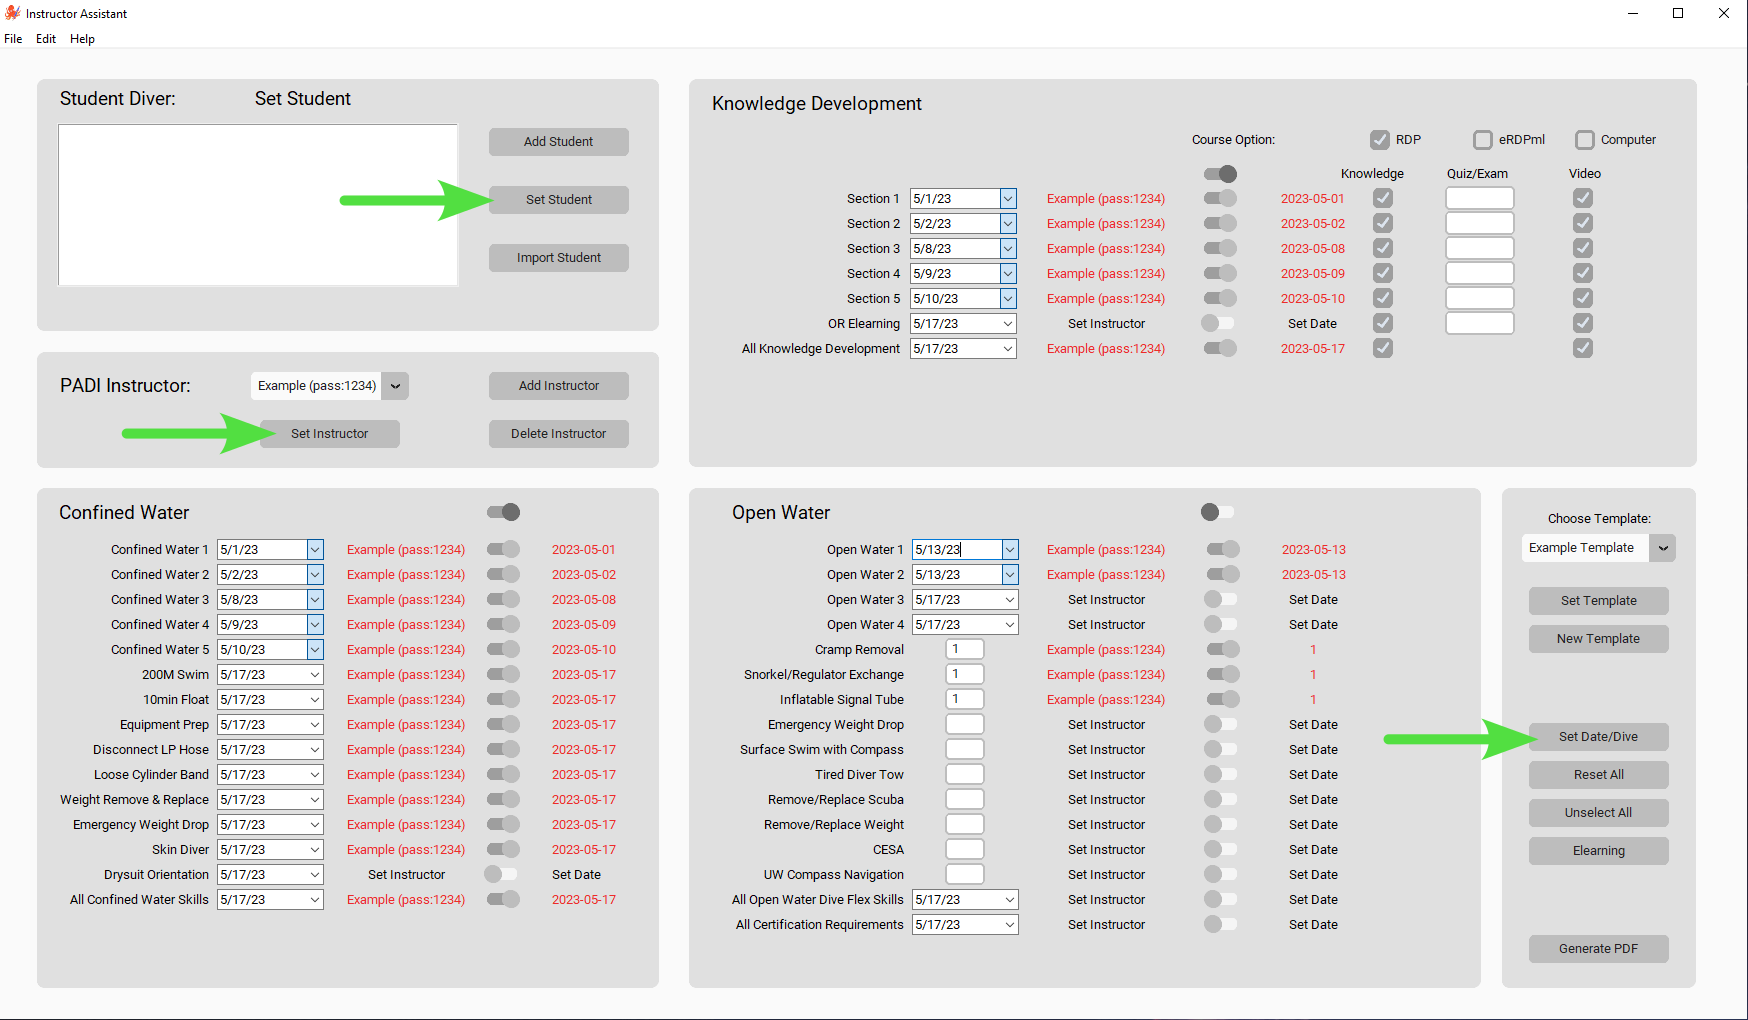 Instructor Assistant
File Edit Help
Student Diver: Set Student
Add Student
Set Student
Import Student
PADI Instructor: Example (pass:1234) Add Instructor
Set Instructor Delete Instructor
Knowledge Development
Course Option: RDP eRDPml Computer
Knowledge Quiz/Exam Video
Section 1 5/1/23 Example (pass:1234) 2023-05-01
Section 2 5/2/23 Example (pass:1234) 2023-05-02
Section 3 5/8/23 Example (pass:1234) 2023-05-08
Section 4 5/9/23 Example (pass:1234) 2023-05-09
Section 5 5/10/23 Example (pass:1234) 2023-05-10
OR Elearning 5/17/23 Set Instructor Set Date
All Knowledge Development 5/17/23 Example (pass:1234) 2023-05-17
Confined Water
Confined Water 1 5/1/23 Example (pass:1234) 2023-05-01
Confined Water 2 5/2/23 Example (pass:1234) 2023-05-02
Confined Water 3 5/8/23 Example (pass:1234) 2023-05-08
Confined Water 4 5/9/23 Example (pass:1234) 2023-05-09
Confined Water 5 5/10/23 Example (pass:1234) 2023-05-10
200M Swim 5/17/23 Example (pass:1234) 2023-05-17
10min Float 5/17/23 Example (pass:1234) 2023-05-17
Equipment Prep 5/17/23 Example (pass:1234) 2023-05-17
Disconnect LP Hose 5/17/23 Example (pass:1234) 2023-05-17
Loose Cylinder Band 5/17/23 Example (pass:1234) 2023-05-17
Weight Remove & Replace 5/17/23 Example (pass:1234) 2023-05-17
Emergency Weight Drop 5/17/23 Example (pass:1234) 2023-05-17
Skin Diver 5/17/23 Example (pass:1234) 2023-05-17
Drysuit Orientation 5/17/23 Set Instructor Set Date
All Confined Water Skills 5/17/23 Example (pass:1234) 2023-05-17
Open Water
Open Water 1 5/13/23 Example (pass:1234) 2023-05-13
Open Water 2 5/13/23 Example (pass:1234) 2023-05-13
Open Water 3 5/17/23 Set Instructor Set Date
Open Water 4 5/17/23 Set Instructor Set Date
Cramp Removal 1 Example (pass:1234) 1
Snorkel/Regulator Exchange 1 Example (pass:1234) 1
Inflatable Signal Tube 1 Example (pass:1234) 1
Emergency Weight Drop Set Instructor Set Date
Surface Swim with Compass Set Instructor Set Date
Tired Diver Tow Set Instructor Set Date
Remove/Replace Scuba Set Instructor Set Date
Remove/Replace Weight Set Instructor Set Date
CESA Set Instructor Set Date
UW Compass Navigation Set Instructor Set Date
All Open Water Dive Flex Skills 5/17/23 Set Instructor Set Date
All Certification Requirements 5/17/23 Set Instructor Set Date
Choose Template:
Example Template
Set Template
New Template
Set Date/Dive
Reset All
Unselect All
Elearning
Generate PDF